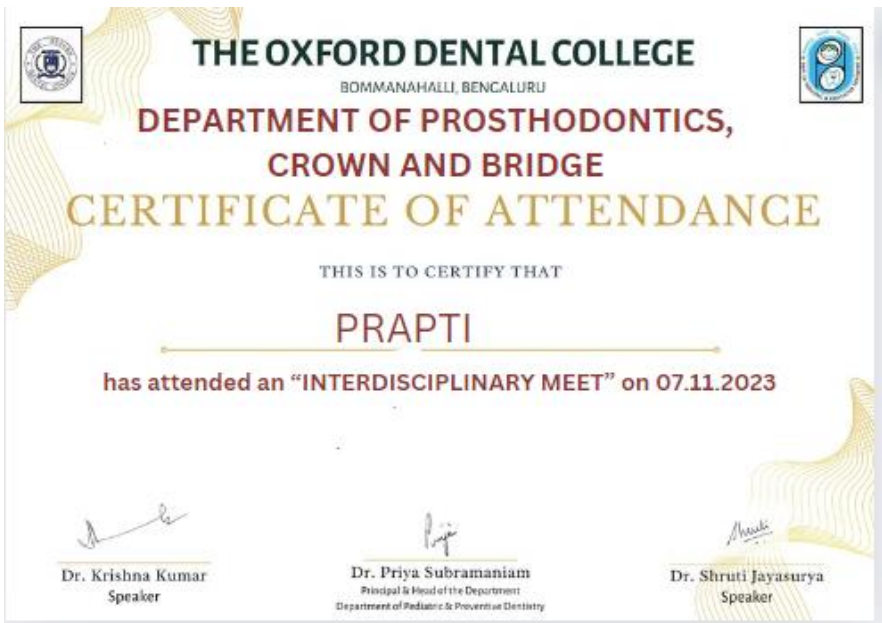 THE OXFORD DENTAL COLLEGE
BOMMANAHALLI, BENGALURU
DEPARTMENT OF PROSTHODONTICS,
CROWN AND BRIDGE
CERTIFICATE OF ATTENDANCE
THIS IS TO CERTIFY THAT
PRAPTI
has attended an “INTERDISCIPLINARY MEET” on 07.11.2023
Priya
Shruti
Dr. Krishna Kumar
Speaker
Dr. Priya Subramaniam
Principal & Head of the Department
Department of Pediatric & Preventive Dentistry
Dr. Shruti Jayasurya
Speaker